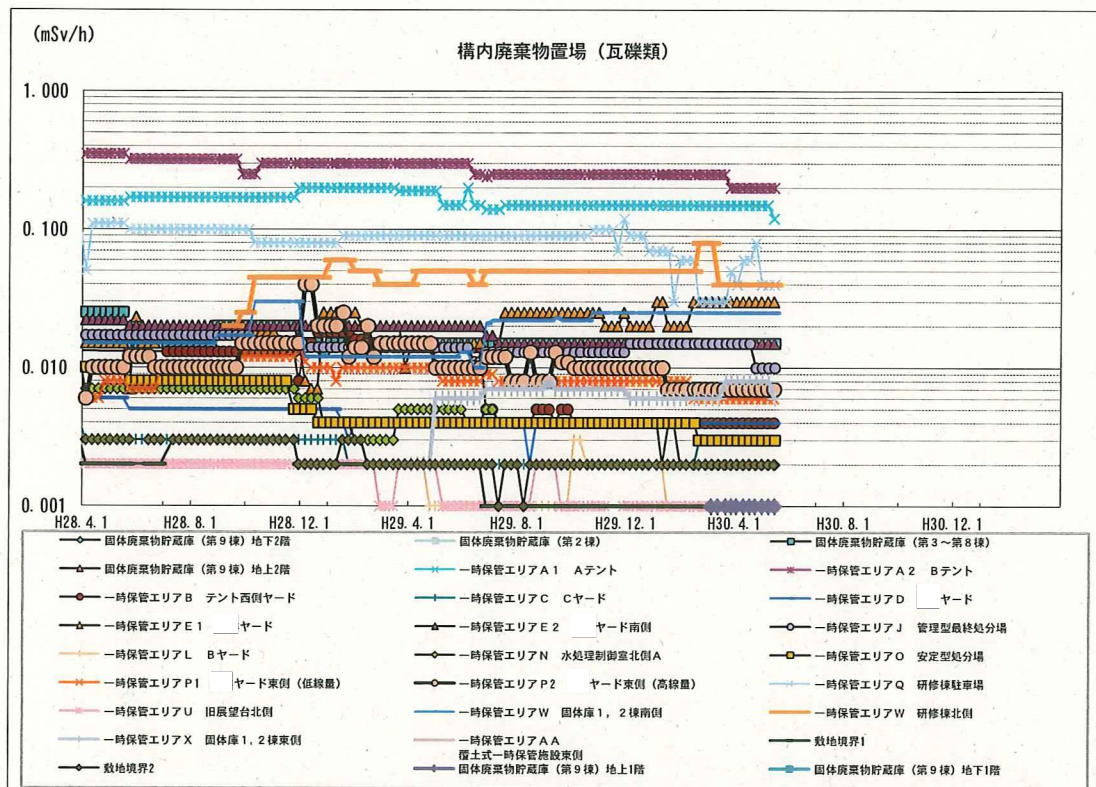 (mSv/h)
構内廃棄物置場（瓦礫類）
1.000
0.100
0.010
0.001
H28.4.1 H28.8.1 H28.12.1 H29.4.1 H29.8.1 H29.12.1 H30.4.1 H30.8.1 H30.12.1
固体廃棄物貯蔵庫（第9棟）地下2階 固体廃棄物貯蔵庫（第2棟） 固体廃棄物貯蔵庫（第3～第8棟）
固体廃棄物貯蔵庫（第9棟）地上2階 一時保管エリアA1 Aテント 一時保管エリアA2 Bテント
一時保管エリアB テント西側ヤード 一時保管エリアC Cヤード 一時保管エリアD ヤード
一時保管エリアE1 ヤード 一時保管エリアE2 ヤード南側 一時保管エリアJ 管理型最終処分場
一時保管エリアL Bヤード 一時保管エリアN 水処理制御室北側A 一時保管エリアO 安定型処分場
一時保管エリアP1 ヤード東側（低線量） 一時保管エリアP2 ヤード東側（高線量） 一時保管エリアQ 研修棟駐車場
一時保管エリアU 旧展望台北側 一時保管エリアW 固体庫1，2棟南側 一時保管エリアW 研修棟北側
一時保管エリアX 固体庫1，2棟東側 一時保管エリアAA 敷地境界1
覆土式一時保管施設東側
敷地境界2 固体廃棄物貯蔵庫（第9棟）地上1階 固体廃棄物貯蔵庫（第9棟）地下1階